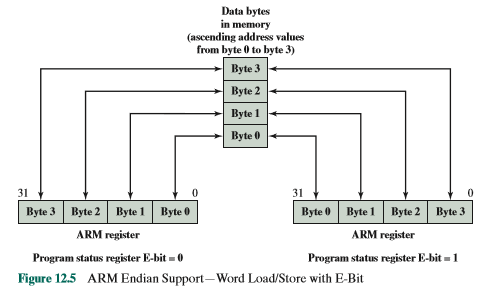 Data bytes
in memory
(ascending address values
from byte 0 to byte 3)
Byte 3
Byte 2
Byte 1
Byte 0
31 0
Byte 3 Byte 2 Byte 1 Byte 0
ARM register
Program status register E-bit = 0
31 0
Byte 0 Byte 1 Byte 2 Byte 3
ARM register
Program status register E-bit = 1
Figure 12.5 ARM Endian Support—Word Load/Store with E-Bit